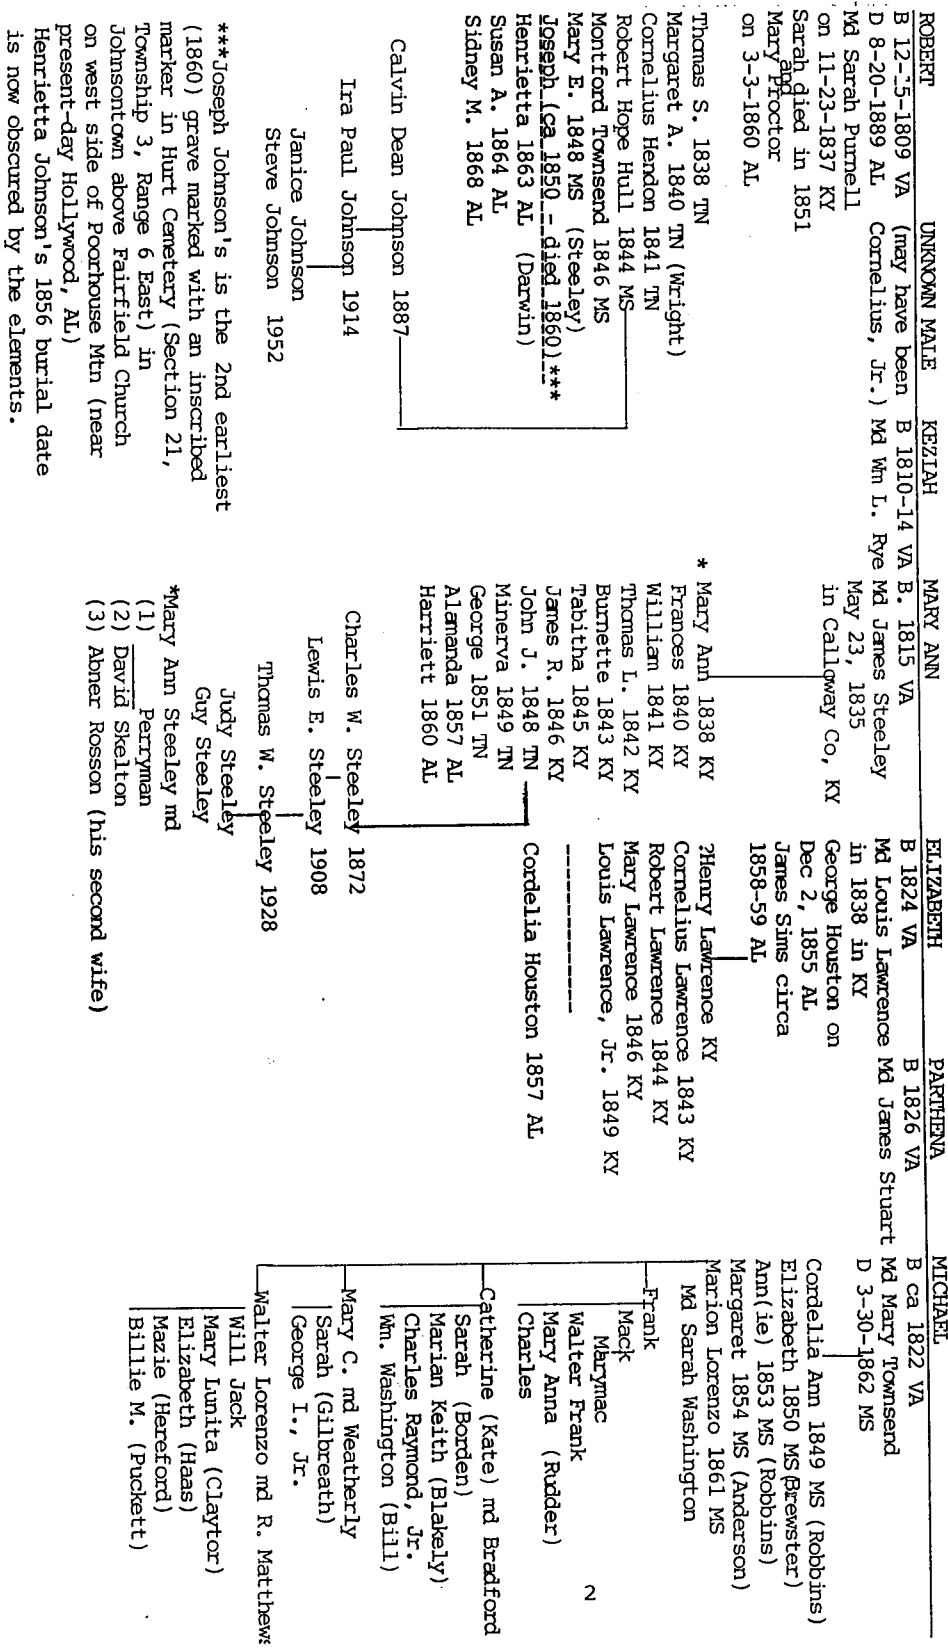 ROBERT
B 12-15-1809 VA
D 8-20-1889 AL
Md Sarah Purnell
on 11-23-1837 KY
Sarah died in 1851
and
Mary Proctor
on 3-3-1860 AL
Thomas S. 1838 TN
Margaret A. 1840 TN (Wright)
Cornelius Hendon 1841 TN
Robert Hope Hull 1844 MS
Montford Townsend 1846 MS
Mary E. 1848 MS (Steeley)
Joseph (ca 1850 - died 1860)***
Henrietta 1863 AL (Darwin)
Susan A. 1864 AL
Sidney M. 1868 AL
Calvin Dean Johnson 1887
Ira Paul Johnson 1914
Janice Johnson
Steve Johnson 1952
***Joseph Johnson's is the 2nd earliest
(1860) grave marked with an inscribed
marker in Hurt Cemetery (Section 21,
Township 3, Range 6 East) in
Johnsontown above Fairfield Church
on west side of Poorhouse Mtn (near
present-day Hollywood, AL)
Henrietta Johnson's 1856 burial date
is now obscured by the elements.
UNKNOWN MALE
(may have been
Cornelius, Jr.)
KEZIAH
B 1810-14 VA
Md Wm L. Rye
MARY ANN
B. 1815 VA
Md James Steeley
May 23, 1835
in Calloway Co, KY
* Mary Ann 1838 KY
Frances 1840 KY
William 1841 KY
Thomas L. 1842 KY
Burnette 1843 KY
Tabitha 1845 KY
James R. 1846 KY
John J. 1848 TN
Minerva 1849 TN
George 1851 TN
Alamanda 1857 AL
Harriett 1860 AL
Charles W. Steeley 1872
Lewis E. Steeley 1908
Thomas W. Steeley 1928
Judy Steeley
Guy Steeley
*Mary Ann Steeley md
(1) Perryman
(2) David Skelton
(3) Abner Rosson (his second wife)
ELIZABETH
B 1824 VA
Md Louis Lawrence
in 1838 in KY
George Houston on
Dec 2, 1855 AL
James Sims circa
1858-59 AL
?Henry Lawrence KY
Cornelius Lawrence 1843 KY
Robert Lawrence 1844 KY
Mary Lawrence 1846 KY
Louis Lawrence, Jr. 1849 KY
------------
Cordelia Houston 1857 AL
PARTHENA
B 1826 VA
Md James Stuart
MICHAEL
B ca 1822 VA
Md Mary Townsend
D 3-30-1862 MS
Cordelia Ann 1849 MS (Robbins)
Elizabeth 1850 MS (Brewster)
Ann(ie) 1853 MS (Robbins)
Margaret 1854 MS (Anderson)
Marion Lorenzo 1861 MS
Md Sarah Washington
Frank
Mack
Marymac
Walter Frank
Mary Anna (Rudder)
Charles
Catherine (Kate) md Bradford
Sarah (Borden)
Marian Keith (Blakely)
Charles Raymond, Jr.
Wm. Washington (Bill)
Mary C. md Weatherly
Sarah (Gilbreath)
George I., Jr.
Walter Lorenzo md R. Matthews
Will Jack
Mary Lunita (Claytor)
Elizabeth (Haas)
Mazie (Hereford)
Billie M. (Puckett)
2